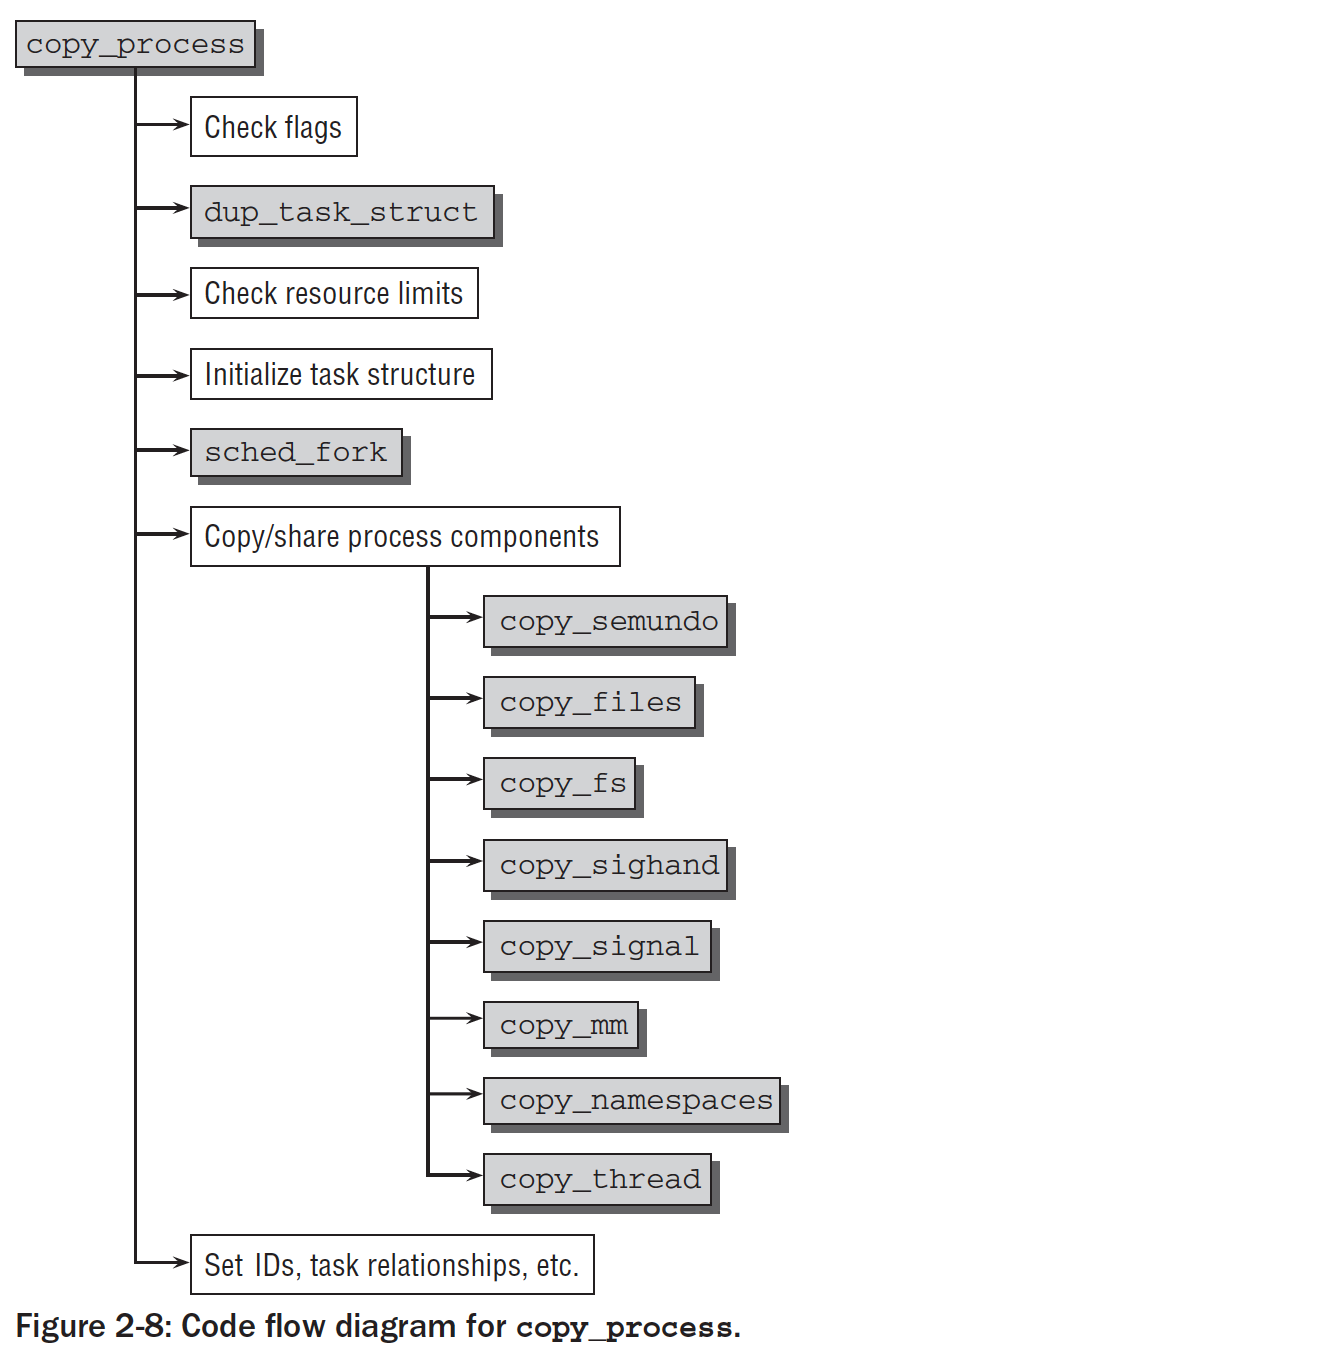 copy_process
Check flags
dup_task_struct
Check resource limits
Initialize task structure
sched_fork
Copy/share process components
copy_semundo
copy_files
copy_fs
copy_sighand
copy_signal
copy_mm
copy_namespaces
copy_thread
Set IDs, task relationships, etc.
Figure 2-8: Code flow diagram for copy_process.